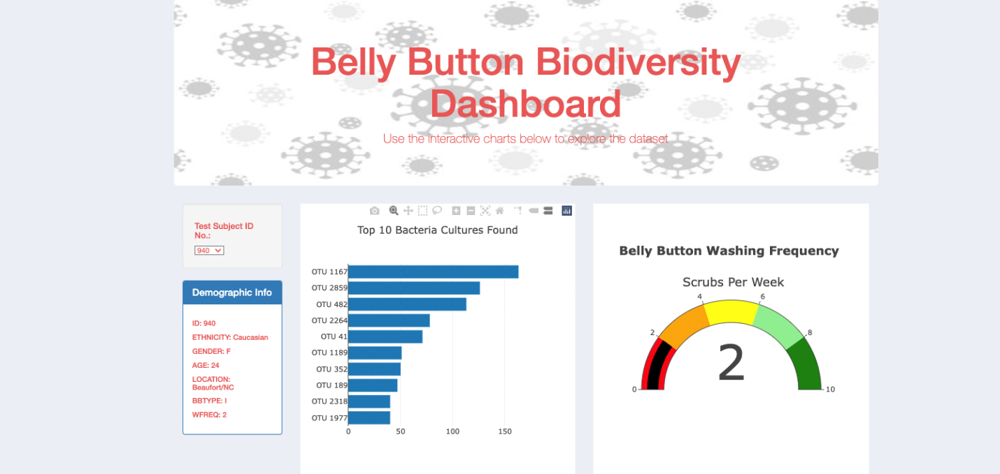 Belly Button Biodiversity
Dashboard
Use the interactive charts below to explore the dataset
Test Subject ID
No.:
940
Demographic Info
ID: 940
ETHNICITY: Caucasian
GENDER: F
AGE: 24
LOCATION:
Beaufort/NC
BBTYPE: I
WFREQ: 2
Top 10 Bacteria Cultures Found
OTU 1167
OTU 2859
OTU 482
OTU 2264
OTU 41
OTU 1189
OTU 352
OTU 189
OTU 2318
OTU 1977
0 50 100 150
Belly Button Washing Frequency
Scrubs Per Week
4 6
2 8
2
0 10